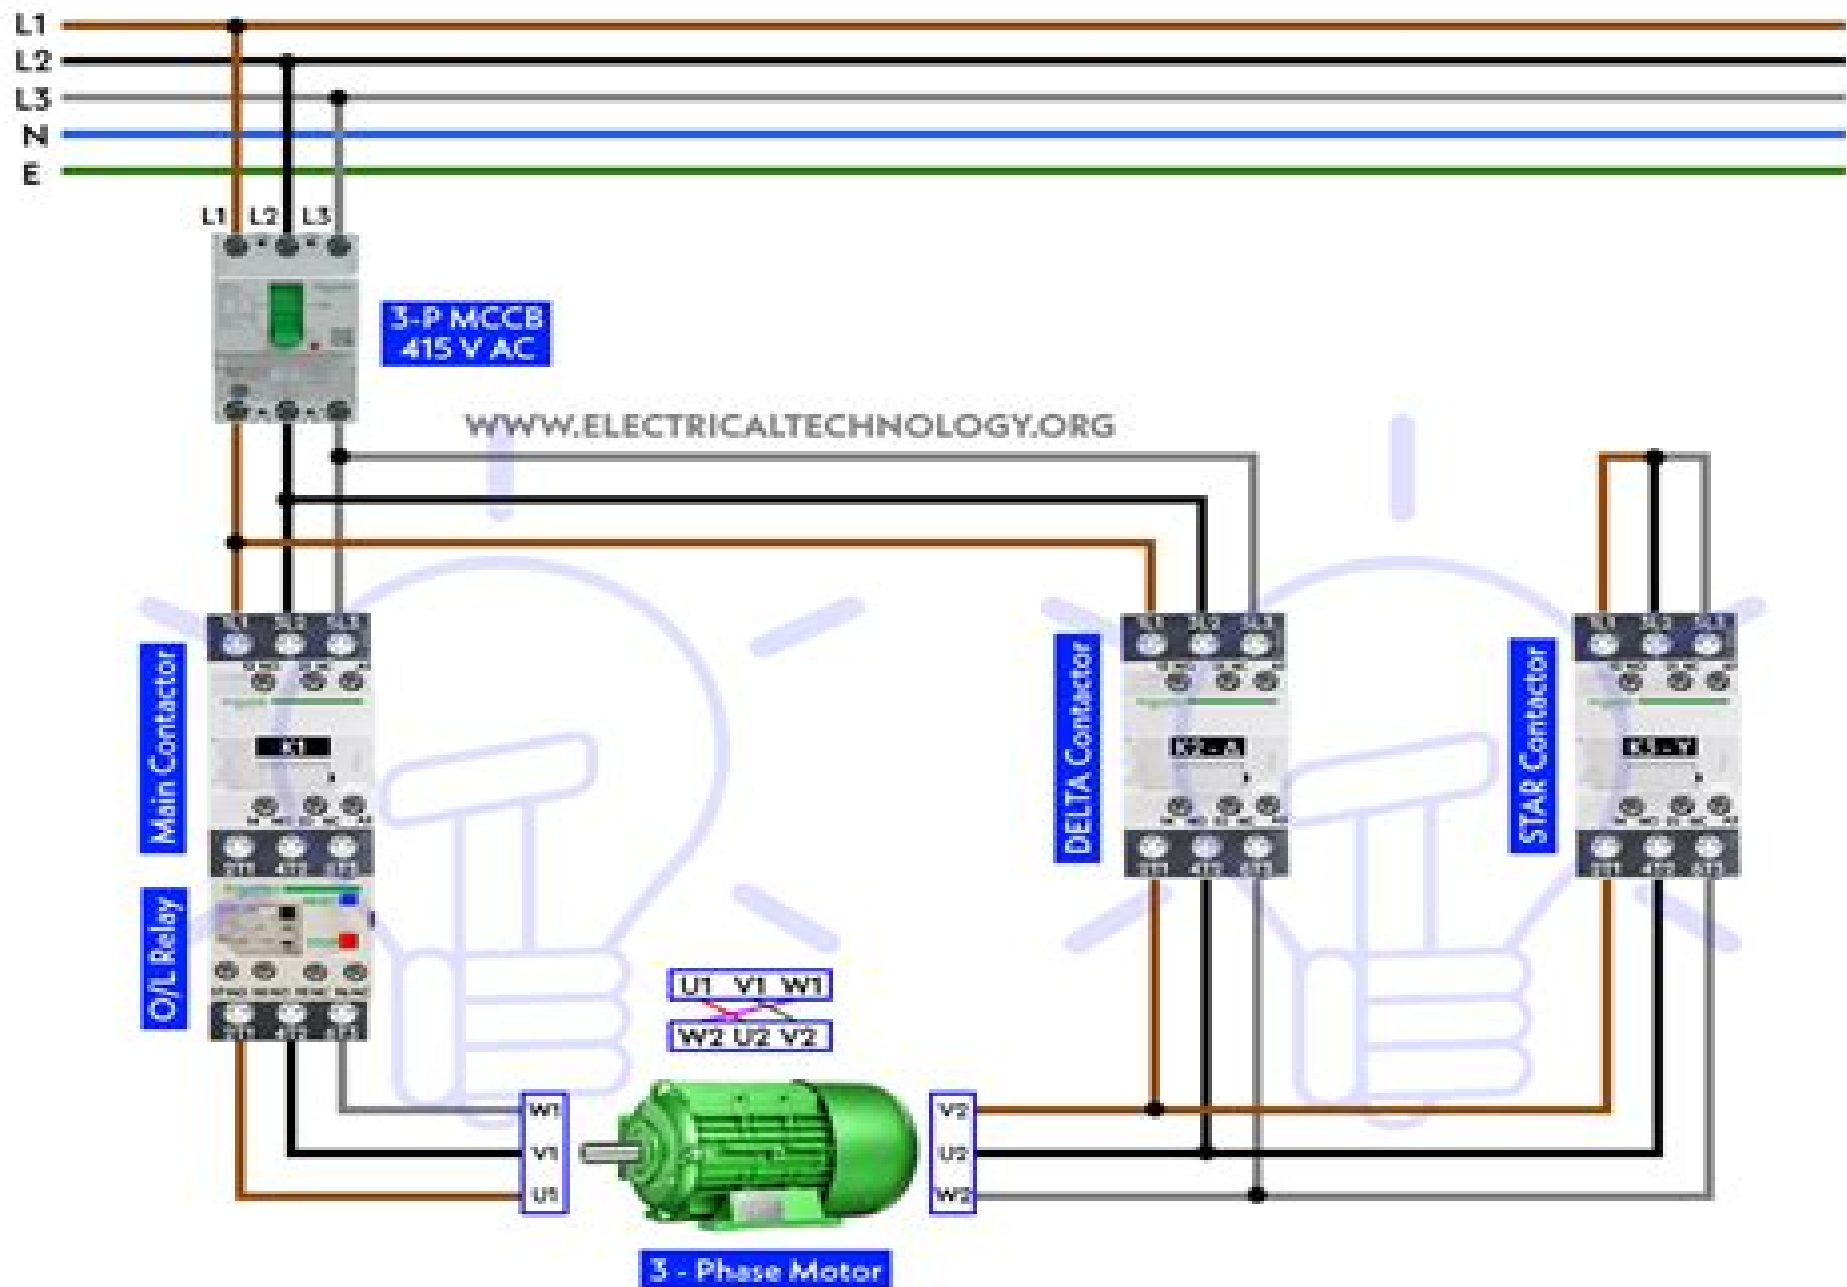 L1
L2
L3
N
E
L1 L2 L3
3-P MCCB
415 V AC
WWW.ELECTRICALTECHNOLOGY.ORG
Main Contactor
K1
DELTA Contactor
STAR Contactor
O/L Relay
U1 V1 W1
W2 U2 V2
W1
V1
U1
V2
U2
W2
3 - Phase Motor